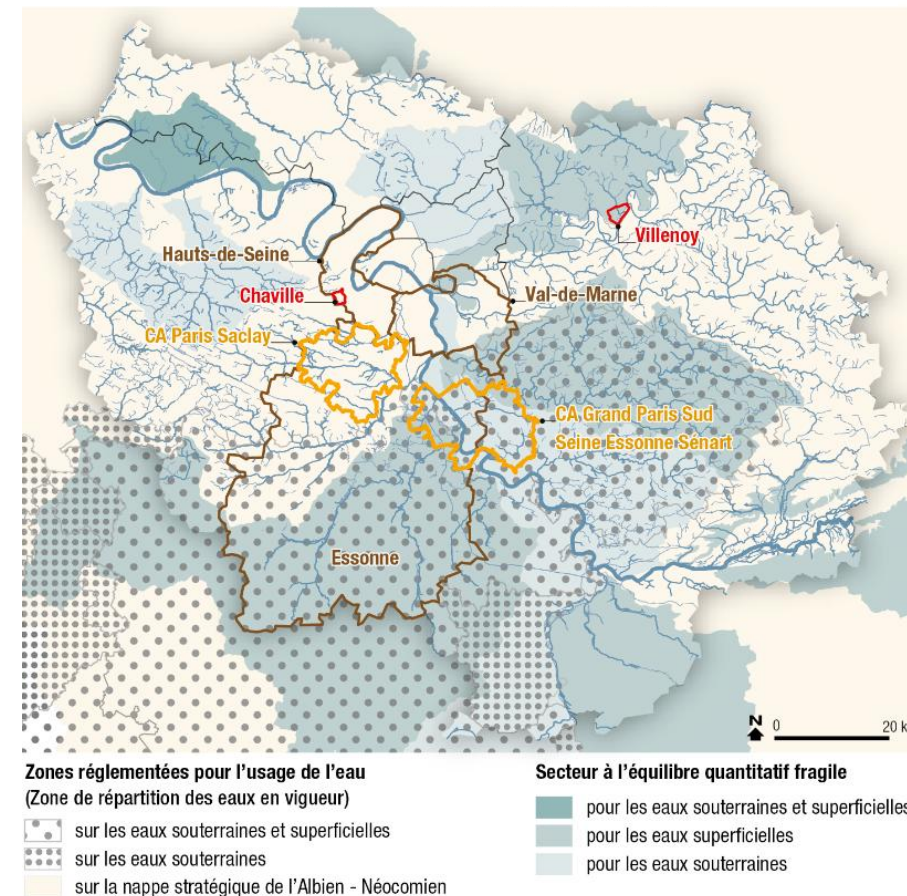 Hauts-de-Seine
Villenoy
Chaville
Val-de-Marne
CA Paris Saclay
CA Grand Paris Sud
Seine Essonne Sénart
Essonne
N
0
20 k
Zones réglementées pour l'usage de l'eau
(Zone de répartition des eaux en vigueur)
sur les eaux souterraines et superficielles
sur les eaux souterraines
sur la nappe stratégique de l'Albien - Néocomien
Secteur à l'équilibre quantitatif fragile
pour les eaux souterraines et superficielles
pour les eaux superficielles
pour les eaux souterraines